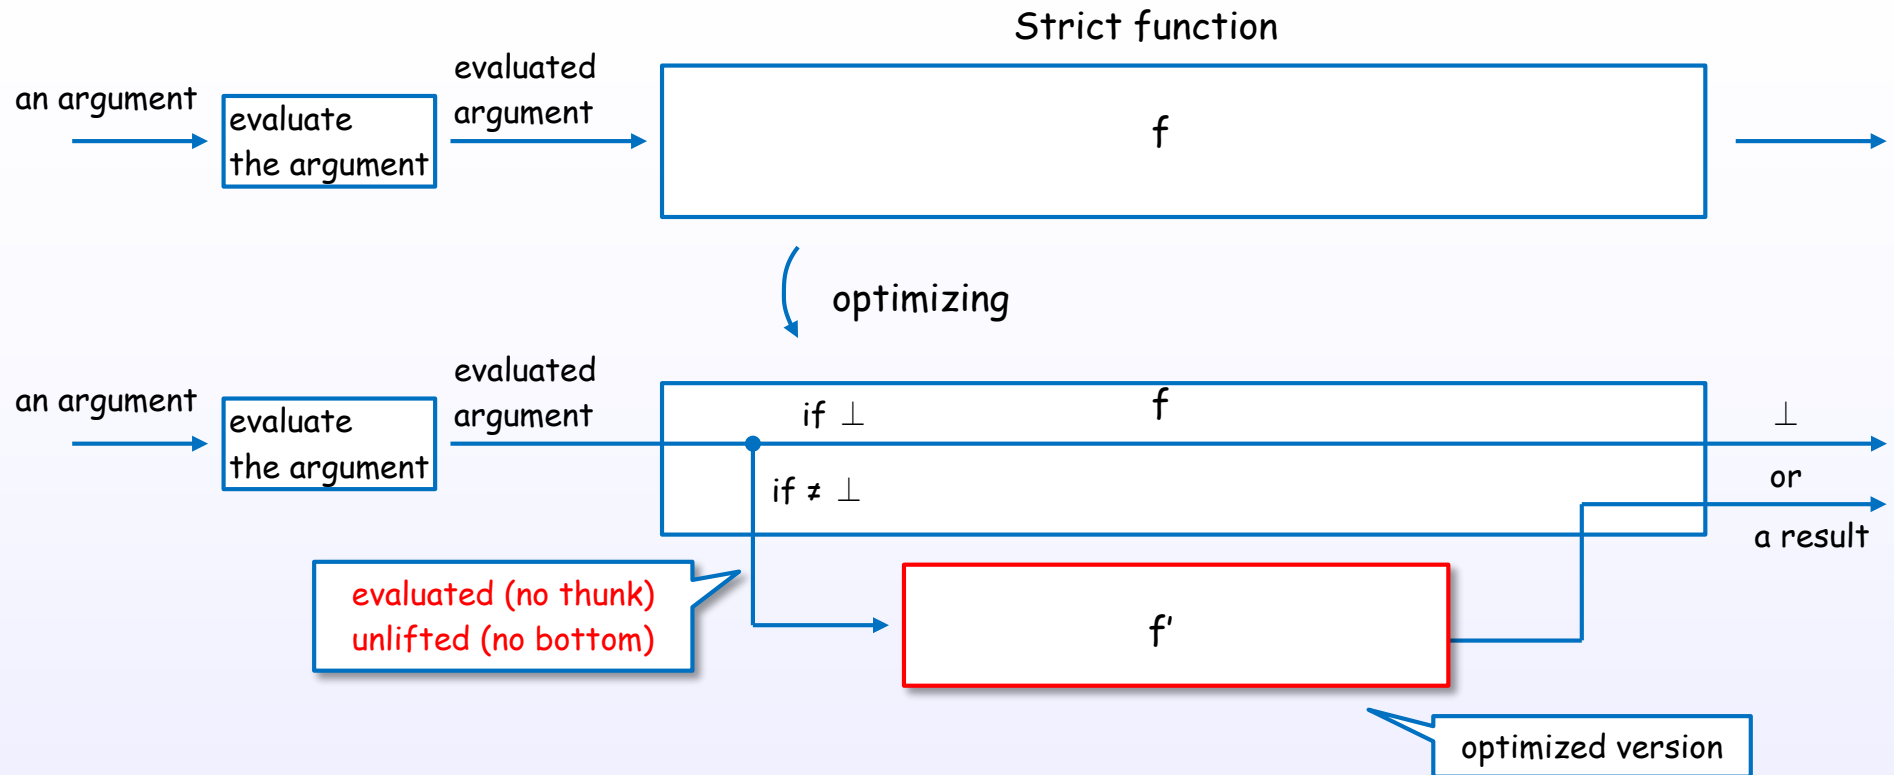 Strict function
an argument
evaluate
the argument
evaluated
argument
f
optimizing
an argument
evaluate
the argument
evaluated
argument
if ⊥
f
⊥
if ≠ ⊥
or
a result
evaluated (no thunk)
unlifted (no bottom)
f'
optimized version